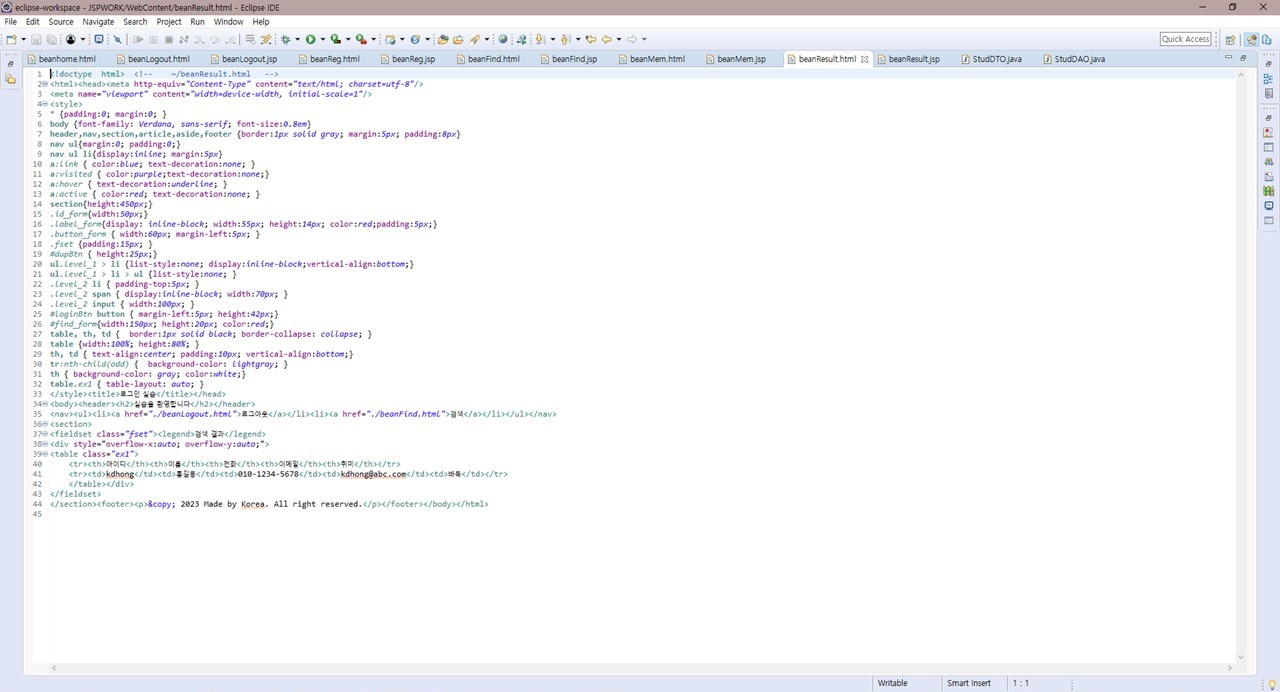 eclipse-workspace - JSPWORK/WebContent/beanResult.html - Eclipse IDE
File Edit Source Navigate Search Project Run Window Help
Quick Access
beanhome.html beanLogout.html beanLogout.jsp beanReg.html beanReg.jsp beanFind.html beanFind.jsp beanMem.html beanMem.jsp beanResult.html beanResult.jsp StudDTO.java StudDAO.java
1 <!doctype html> <!-- ~/beanResult.html -->
2 <html><head><meta http-equiv="Content-Type" content="text/html; charset=utf-8"/>
3 <meta name="viewport" content="width=device-width, initial-scale=1"/>
4 <style>
5 * {padding:0; margin:0; }
6 body {font-family: Verdana, sans-serif; font-size:0.8em}
7 header,nav,section,article,aside,footer {border:1px solid gray; margin:5px; padding:8px}
8 nav ul{margin:0; padding:0;}
9 nav ul li{display:inline; margin:5px}
10 a:link { color:blue; text-decoration:none; }
11 a:visited { color:purple;text-decoration:none;}
12 a:hover { text-decoration:underline; }
13 a:active { color:red; text-decoration:none; }
14 section{height:450px;}
15 .id_form{width:50px;}
16 .label_form{display: inline-block; width:55px; height:14px; color:red;padding:5px;}
17 .button_form { width:60px; margin-left:5px; }
18 .fset {padding:15px; }
19 #dupBtn { height:25px;}
20 ul.level_1 > li {list-style:none; display:inline-block;vertical-align:bottom;}
21 ul.level_1 > li > ul {list-style:none; }
22 .level_2 li { padding-top:5px; }
23 .level_2 span { display:inline-block; width:70px; }
24 .level_2 input { width:100px; }
25 #loginBtn button { margin-left:5px; height:42px;}
26 #find_form{width:150px; height:20px; color:red;}
27 table, th, td { border:1px solid black; border-collapse: collapse; }
28 table {width:100%; height:80%; }
29 th, td { text-align:center; padding:10px; vertical-align:bottom;}
30 tr:nth-child(odd) { background-color: lightgray; }
31 th { background-color: gray; color:white;}
32 table.ex1 { table-layout: auto; }
33 </style><title>로그인 실습</title></head>
34 <body><header><h2>실습을 환영합니다</h2></header>
35 <nav><ul><li><a href="./beanLogout.html">로그아웃</a></li><li><a href="./beanFind.html">검색</a></li></ul></nav>
36 <section>
37 <fieldset class="fset"><legend>검색 결과</legend>
38 <div style="overflow-x:auto; overflow-y:auto;">
39 <table class="ex1">
40 <tr><th>아이디</th><th>이름</th><th>전화</th><th>이메일</th><th>취미</th></tr>
41 <tr><td>kdhong</td><td>홍길동</td><td>010-1234-5678</td><td>kdhong@abc.com</td><td>바둑</td></tr>
42 </table></div>
43 </fieldset>
44 </section><footer><p>&copy; 2023 Made by Korea. All right reserved.</p></footer></body></html>
45
Writable Smart Insert 1 : 1